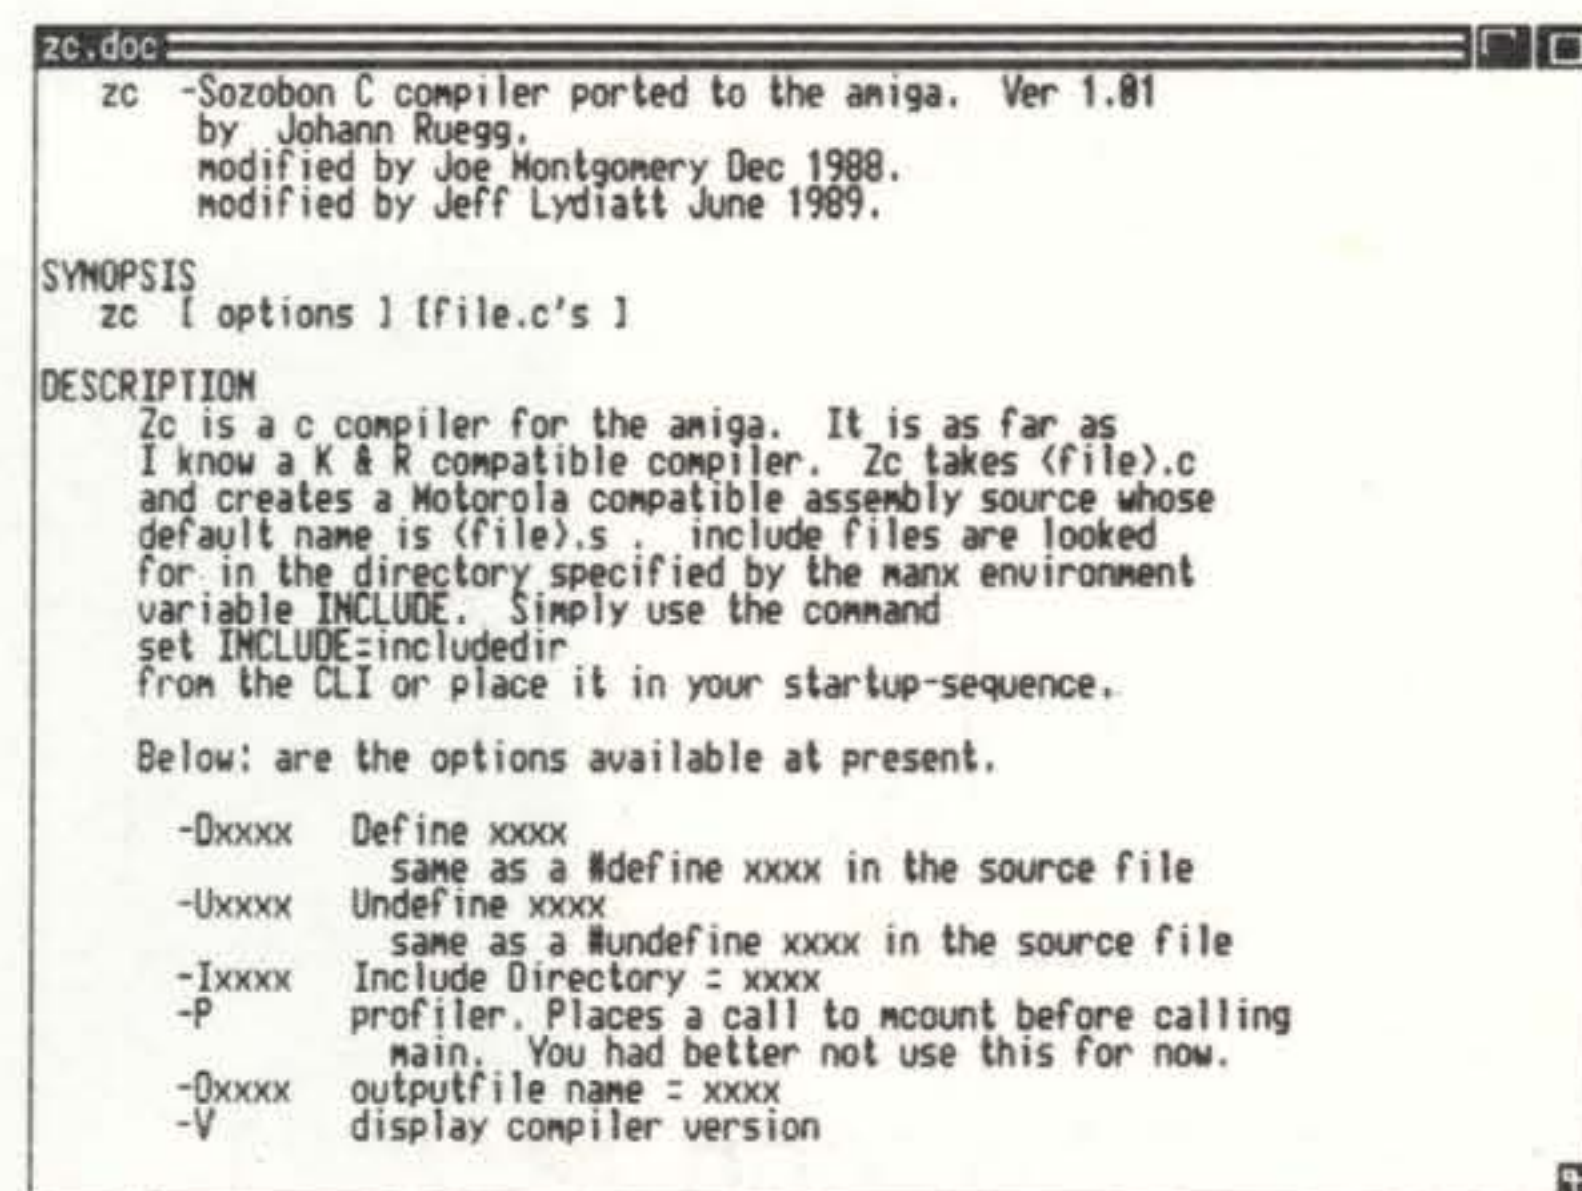 zc.doc
zc -Sozobon C compiler ported to the amiga. Ver 1.01
by Johann Ruegg.
modified by Joe Montgomery Dec 1988.
modified by Jeff Lydiatt June 1989.
SYNOPSIS
zc [ options ] [file.c's ]
DESCRIPTION
Zc is a c compiler for the amiga. It is as far as
I know a K & R compatible compiler. Zc takes <file>.c
and creates a Motorola compatible assembly source whose
default name is <file>.s . include files are looked
for in the directory specified by the manx environment
variable INCLUDE. Simply use the command
set INCLUDE=includedir
from the CLI or place it in your startup-sequence.
Below: are the options available at present.
-Dxxxx Define xxxx
same as a #define xxxx in the source file
-Uxxxx Undefine xxxx
same as a #undefine xxxx in the source file
-Ixxxx Include Directory = xxxx
-P profiler. Places a call to mcount before calling
main. You had better not use this for now.
-Oxxxx outputfile name = xxxx
-V display compiler version